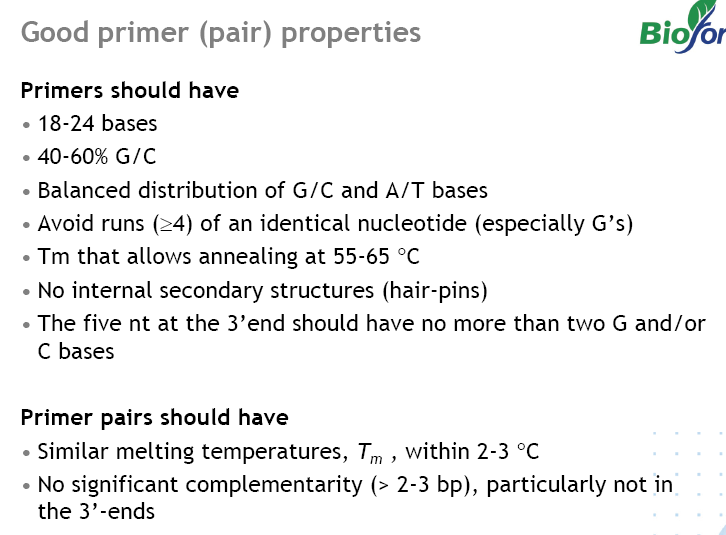 Good primer (pair) properties
Biofor
Primers should have
• 18-24 bases
• 40-60% G/C
• Balanced distribution of G/C and A/T bases
• Avoid runs (≥4) of an identical nucleotide (especially G’s)
• Tm that allows annealing at 55-65 °C
• No internal secondary structures (hair-pins)
• The five nt at the 3’end should have no more than two G and/or
C bases
Primer pairs should have
• Similar melting temperatures, Tm , within 2-3 °C
• No significant complementarity (> 2-3 bp), particularly not in
the 3’-ends